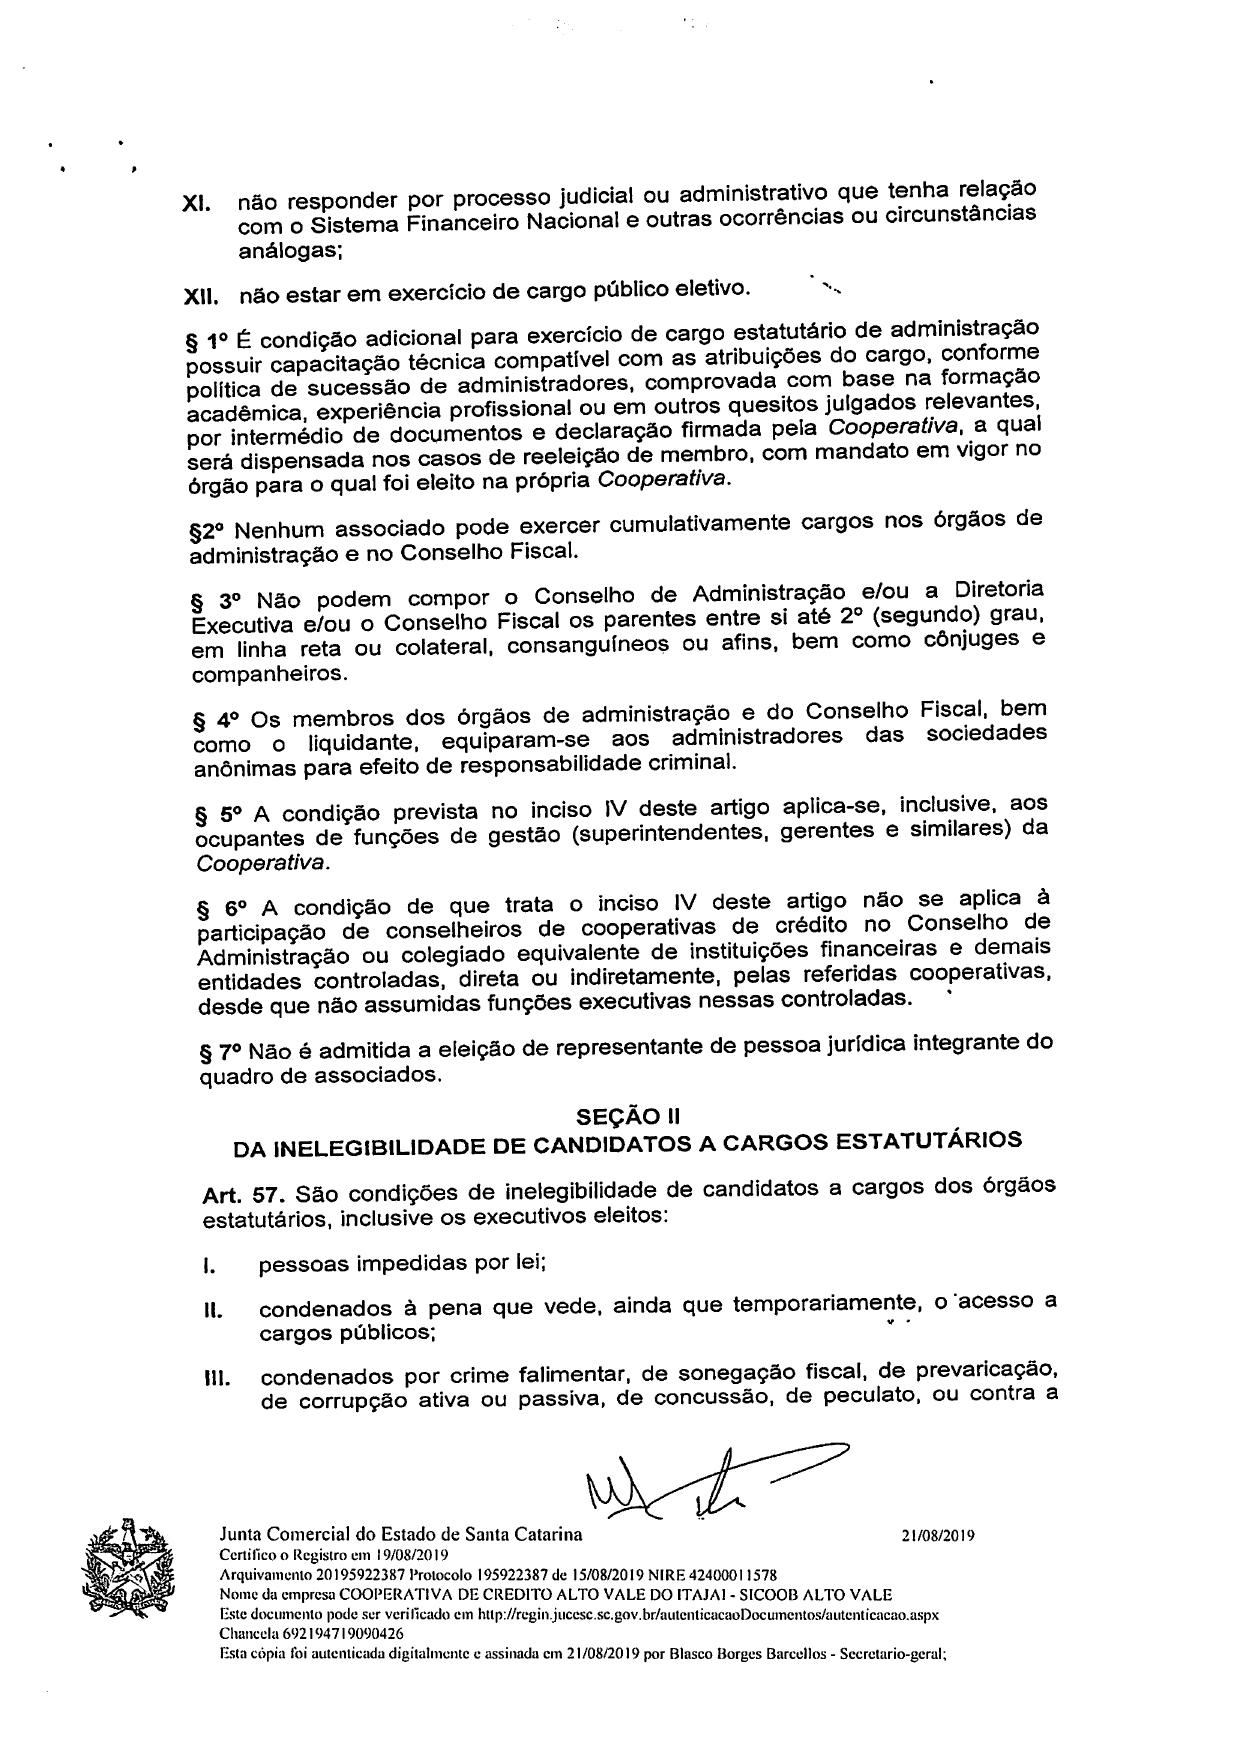 XI. não responder por processo judicial ou administrativo que tenha relação
com o Sistema Financeiro Nacional e outras ocorrências ou circunstâncias
análogas;
XII. não estar em exercício de cargo público eletivo.
§ 1º É condição adicional para exercício de cargo estatutário de administração
possuir capacitação técnica compatível com as atribuições do cargo, conforme
política de sucessão de administradores, comprovada com base na formação
acadêmica, experiência profissional ou em outros quesitos julgados relevantes,
por intermédio de documentos e declaração firmada pela Cooperativa, a qual
será dispensada nos casos de reeleição de membro, com mandato em vigor no
órgão para o qual foi eleito na própria Cooperativa.
§2º Nenhum associado pode exercer cumulativamente cargos nos órgãos de
administração e no Conselho Fiscal.
§ 3º Não podem compor o Conselho de Administração e/ou a Diretoria
Executiva e/ou o Conselho Fiscal os parentes entre si até 2º (segundo) grau,
em linha reta ou colateral, consanguíneos ou afins, bem como cônjuges e
companheiros.
§ 4º Os membros dos órgãos de administração e do Conselho Fiscal, bem
como o liquidante, equiparam-se aos administradores das sociedades
anônimas para efeito de responsabilidade criminal.
§ 5º A condição prevista no inciso IV deste artigo aplica-se, inclusive, aos
ocupantes de funções de gestão (superintendentes, gerentes e similares) da
Cooperativa.
§ 6º A condição de que trata o inciso IV deste artigo não se aplica à
participação de conselheiros de cooperativas de crédito no Conselho de
Administração ou colegiado equivalente de instituições financeiras e demais
entidades controladas, direta ou indiretamente, pelas referidas cooperativas,
desde que não assumidas funções executivas nessas controladas.
§ 7º Não é admitida a eleição de representante de pessoa jurídica integrante do
quadro de associados.
SEÇÃO II
DA INELEGIBILIDADE DE CANDIDATOS A CARGOS ESTATUTÁRIOS
Art. 57. São condições de inelegibilidade de candidatos a cargos dos órgãos
estatutários, inclusive os executivos eleitos:
I. pessoas impedidas por lei;
II. condenados à pena que vede, ainda que temporariamente, o acesso a
cargos públicos;
III. condenados por crime falimentar, de sonegação fiscal, de prevaricação,
de corrupção ativa ou passiva, de concussão, de peculato, ou contra a
Junta Comercial do Estado de Santa Catarina 21/08/2019
Certifico o Registro em 19/08/2019
Arquivamento 20195922387 Protocolo 195922387 de 15/08/2019 NIRE 42400011578
Nome da empresa COOPERATIVA DE CREDITO ALTO VALE DO ITAJAI - SICOOB ALTO VALE
Este documento pode ser verificado em http://regin.jucesc.sc.gov.br/autenticacaoDocumentos/autenticacao.aspx
Chancela 692194719090426
Esta cópia foi autenticada digitalmente e assinada em 21/08/2019 por Blasco Borges Barcellos - Secretario-geral;